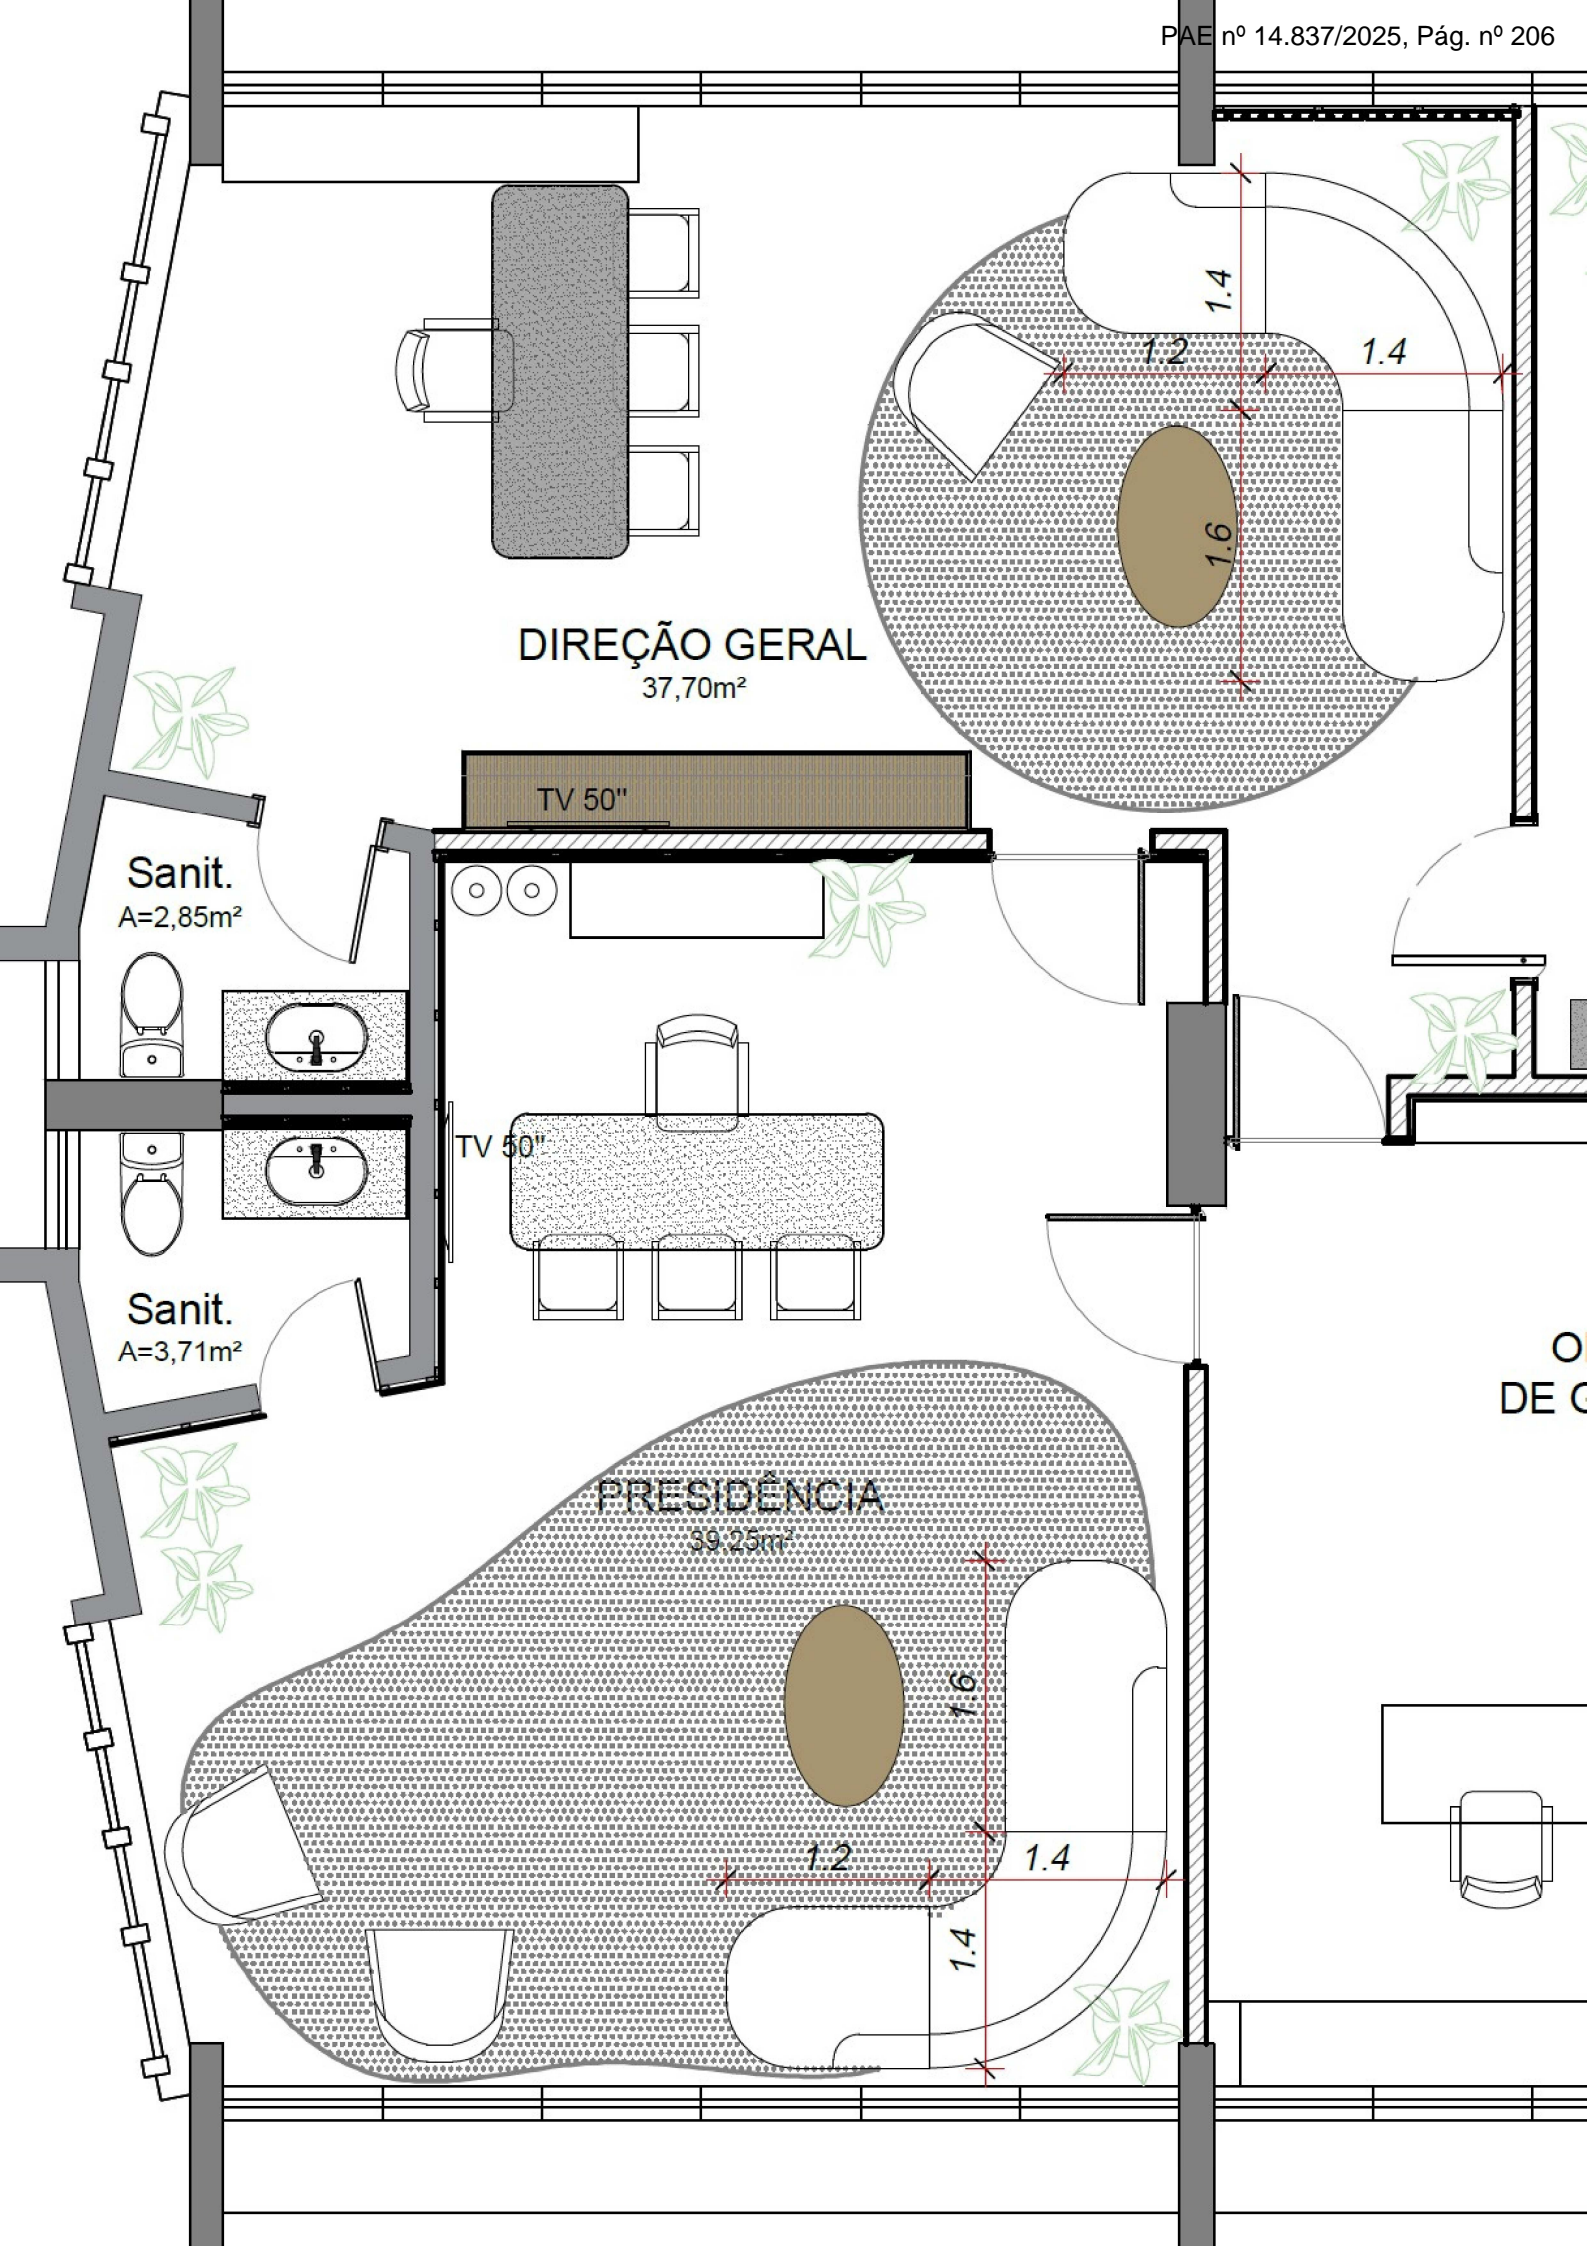 PAE nº 14.837/2025, Pág. nº 206
1.4
1.2
1.4
1.6
DIREÇÃO GERAL
37,70m²
TV 50"
Sanit.
A=2,85m²
TV 50"
Sanit.
A=3,71m²
DE
PRESIDÊNCIA
39,25m²
1.6
1.2
1.4
1.4